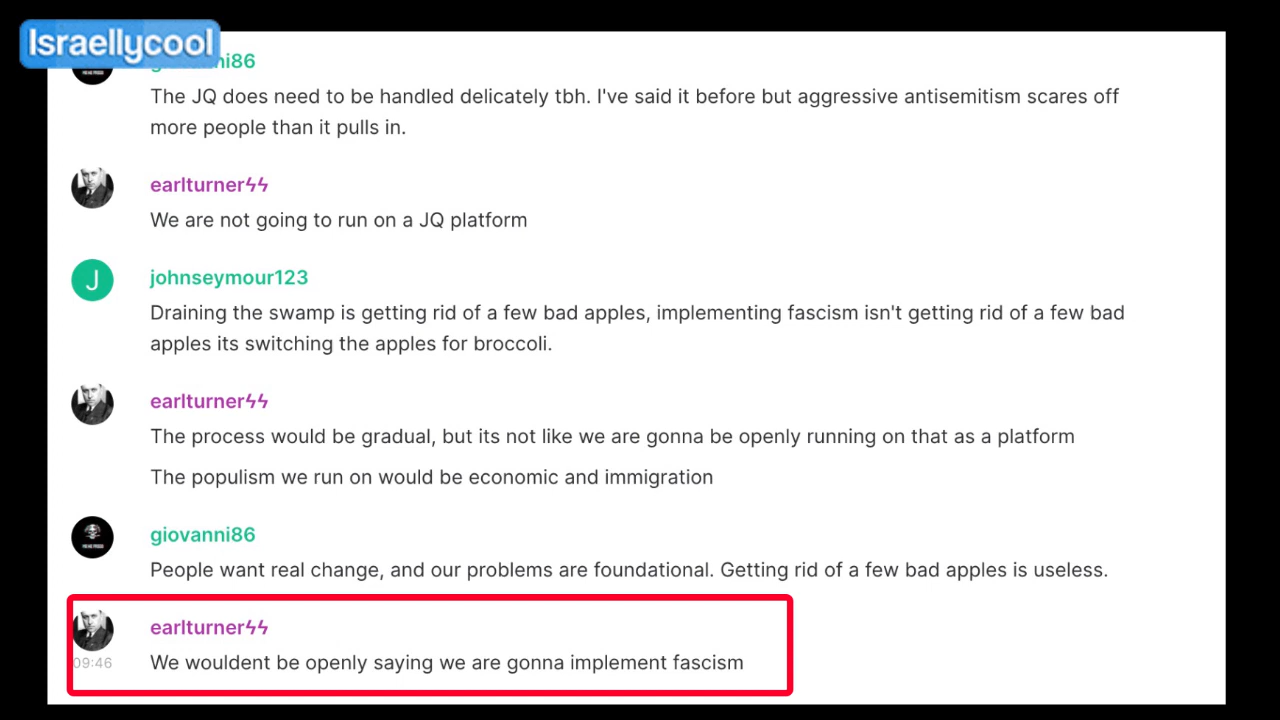 Israellycool
giovanni86
The JQ does need to be handled delicately tbh. I've said it before but aggressive antisemitism scares off
more people than it pulls in.
earlturnerϟϟ
We are not going to run on a JQ platform
J
johnseymour123
Draining the swamp is getting rid of a few bad apples, implementing fascism isn't getting rid of a few bad
apples its switching the apples for broccoli.
earlturnerϟϟ
The process would be gradual, but its not like we are gonna be openly running on that as a platform
The populism we run on would be economic and immigration
giovanni86
People want real change, and our problems are foundational. Getting rid of a few bad apples is useless.
earlturnerϟϟ
09:46
We wouldent be openly saying we are gonna implement fascism